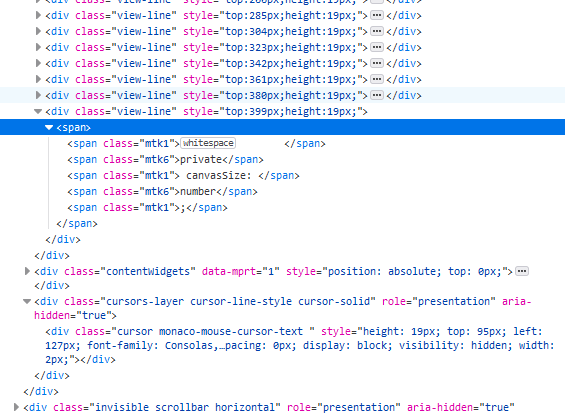 <div class="view-line" style="top:266px;height:19px;"> ⋯ </div>
<div class="view-line" style="top:285px;height:19px;"> ⋯ </div>
<div class="view-line" style="top:304px;height:19px;"> ⋯ </div>
<div class="view-line" style="top:323px;height:19px;"> ⋯ </div>
<div class="view-line" style="top:342px;height:19px;"> ⋯ </div>
<div class="view-line" style="top:361px;height:19px;"> ⋯ </div>
<div class="view-line" style="top:380px;height:19px;"> ⋯ </div>
<div class="view-line" style="top:399px;height:19px;">
<span>
<span class="mtk1"> whitespace </span>
<span class="mtk6">private</span>
<span class="mtk1"> canvasSize: </span>
<span class="mtk6">number</span>
<span class="mtk1">;</span>
</span>
</div>
</div>
<div class="contentWidgets" data-mprt="1" style="position: absolute; top: 0px;"> ⋯
</div>
<div class="cursors-layer cursor-line-style cursor-solid" role="presentation" aria-
hidden="true">
<div class="cursor monaco-mouse-cursor-text " style="height: 19px; top: 95px; left:
127px; font-family: Consolas,…pacing: 0px; display: block; visibility: hidden; width:
2px;"></div>
</div>
</div>
<div class="invisible scrollbar horizontal" role="presentation" aria-hidden="true"